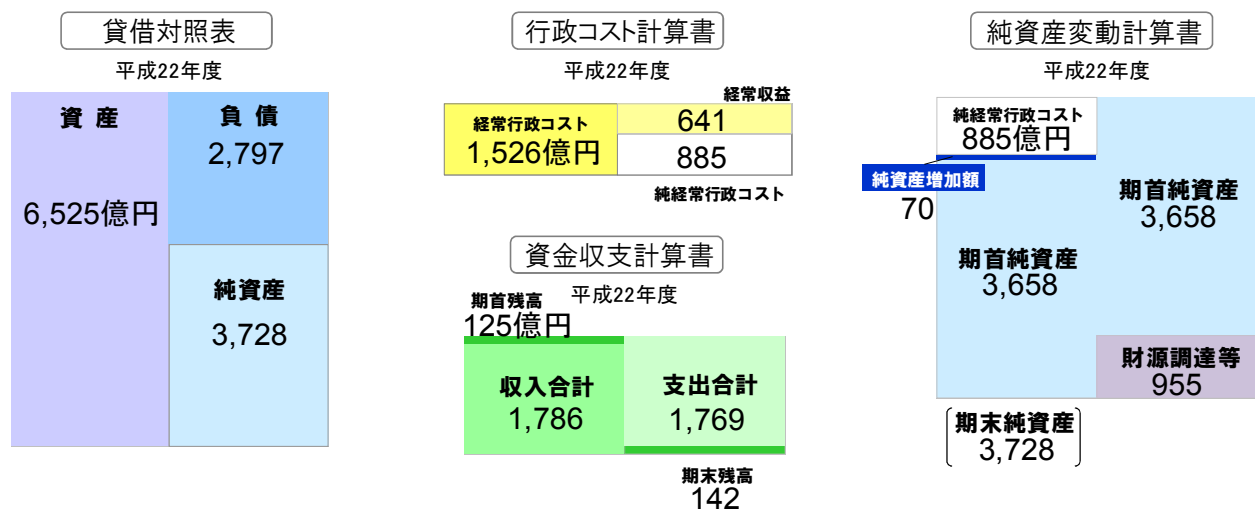 貸借対照表
平成22年度
資 産
6,525億円
負 債
2,797
純資産
3,728
行政コスト計算書
平成22年度
経常収益
経常行政コスト
1,526億円
641
885
純経常行政コスト
資金収支計算書
平成22年度
期首残高
125億円
収入合計
1,786
支出合計
1,769
期末残高
142
純資産変動計算書
平成22年度
純経常行政コスト
885億円
純資産増加額
70
期首純資産
3,658
期首純資産
3,658
財源調達等
955
期末純資産
3,728